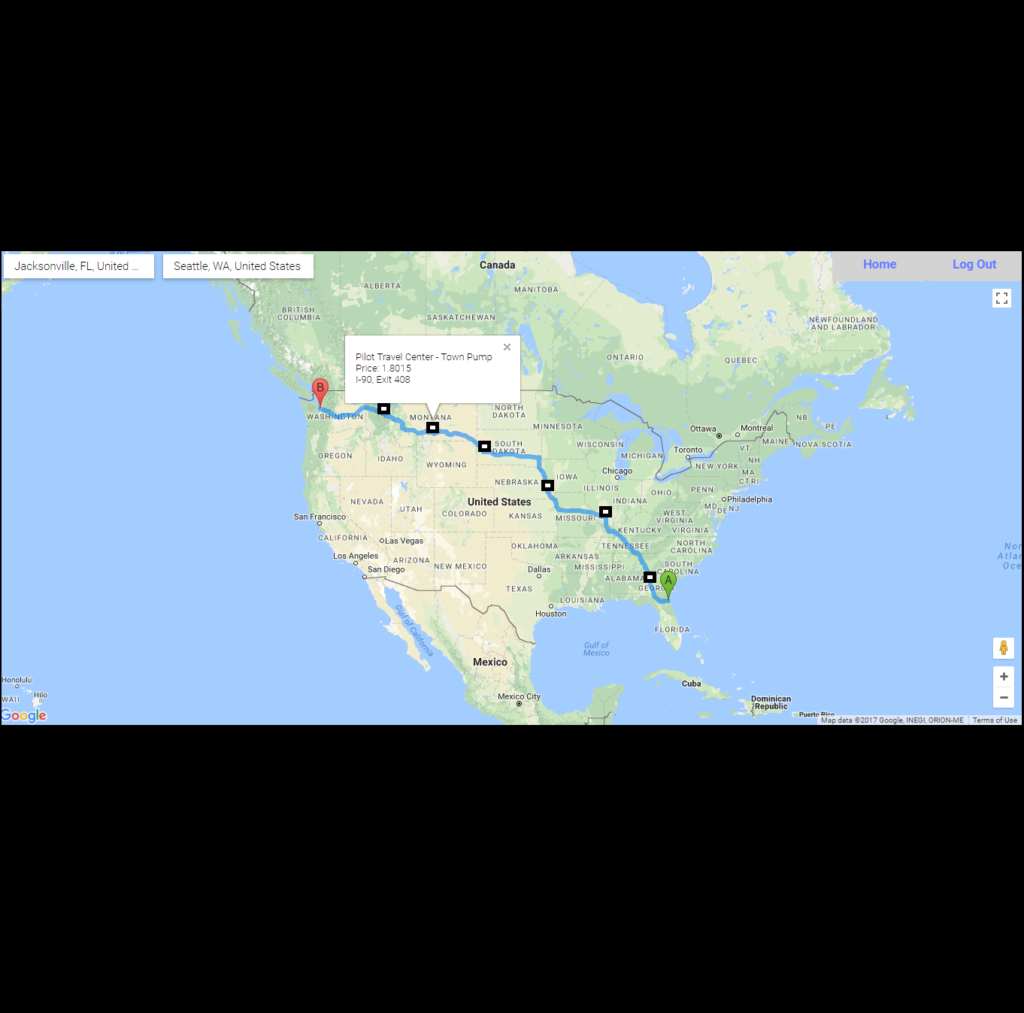 Jacksonville, FL, United ...
Seattle, WA, United States
Home
Log Out
Canada
ALBERTA
MANITOBA
BRITISH
COLUMBIA
SASKATCHEWAN
NEWFOUNDLAND
AND LABRADOR
ONTARIO
QUEBEC
Pilot Travel Center - Town Pump
Price: 1.8015
I-90, Exit 408
B
WASHINGTON
MONTANA
NORTH
DAKOTA
MINNESOTA
Ottawa
Montreal
NB
PE
MAINE
NOVA SCOTIA
OREGON
IDAHO
SOUTH
DAKOTA
WISCONSIN
MICHIGAN
Toronto
VT
NH
WYOMING
NEW YORK
MA
CT
RI
Chicago
IOWA
NEBRASKA
ILLINOIS
INDIANA
OHIO
PENN
Philadelphia
MD
DE
NJ
NEVADA
UTAH
COLORADO
United States
KANSAS
MISSOURI
WEST
VIRGINIA
VIRGINIA
KENTUCKY
San Francisco
CALIFORNIA
Las Vegas
OKLAHOMA
TENNESSEE
NORTH
CAROLINA
Los Angeles
ARIZONA
NEW MEXICO
ARKANSAS
MISSISSIPPI
SOUTH
CAROLINA
San Diego
Dallas
ALABAMA
A
TEXAS
LOUISIANA
Houston
FLORIDA
Gulf of California
Gulf of
Mexico
Mexico
Cuba
Mexico City
Dominican
Republic
Puerto Rico
Honolulu
WAII
Hilo
Google
+
−
Map data ©2017 Google, INEGI, ORION-ME
Terms of Use